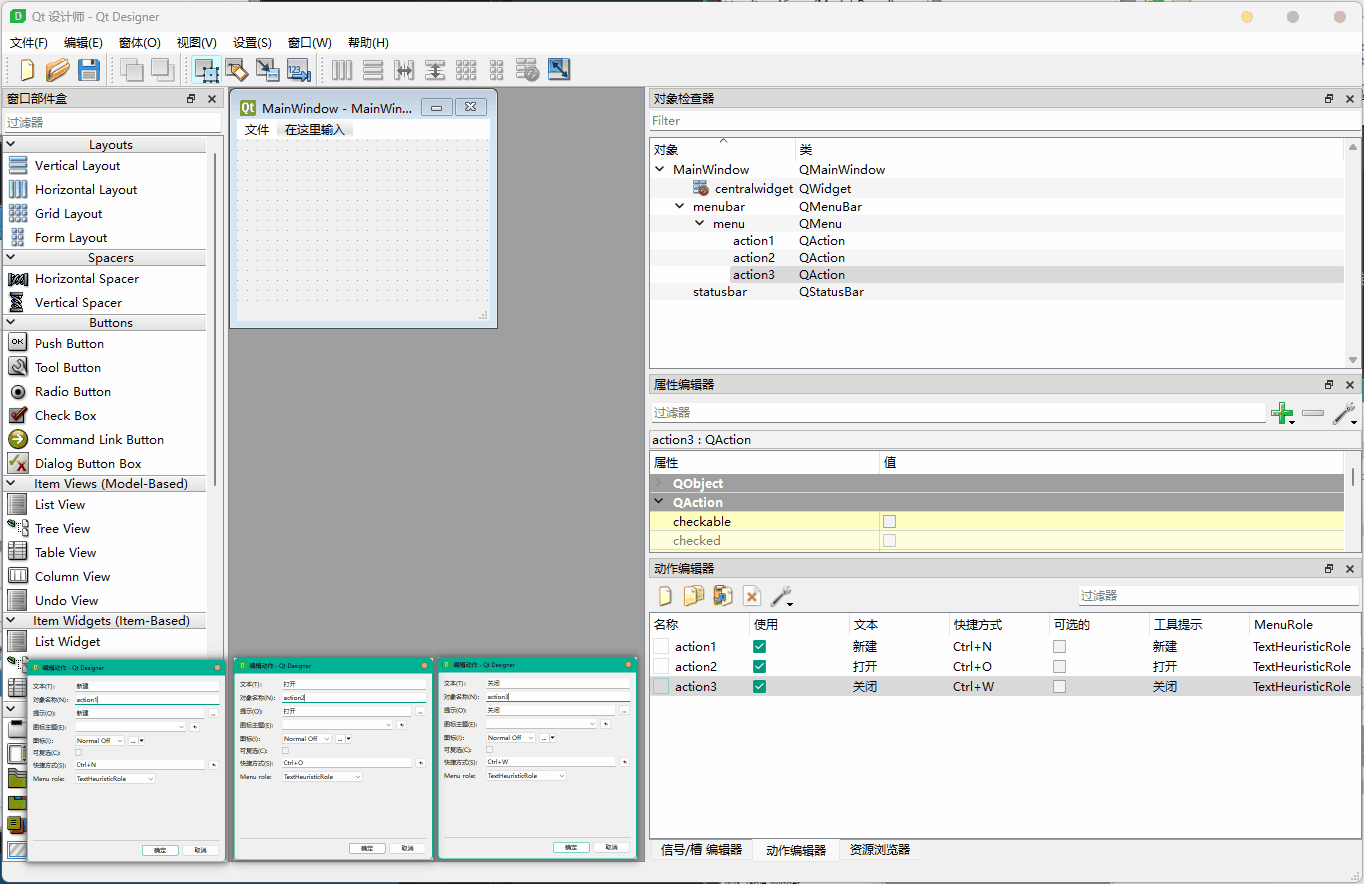 Qt 设计师 - Qt Designer
文件(F) 编辑(E) 窗体(O) 视图(V) 设置(S) 窗口(W) 帮助(H)
窗口部件盒
过滤器
Layouts
Vertical Layout
Horizontal Layout
Grid Layout
Form Layout
Spacers
Horizontal Spacer
Vertical Spacer
Buttons
OK Push Button
Tool Button
Radio Button
Check Box
Command Link Button
Dialog Button Box
Item Views (Model-Based)
List View
Tree View
Table View
Column View
Undo View
Item Widgets (Item-Based)
List Widget
Qt MainWindow - MainWin...
文件 在这里输入
对象检查器
Filter
对象 类
MainWindow QMainWindow
centralwidget QWidget
menubar QMenuBar
menu QMenu
action1 QAction
action2 QAction
action3 QAction
statusbar QStatusBar
属性编辑器
过滤器
action3 : QAction
属性 值
QObject
QAction
checkable
checked
动作编辑器
过滤器
名称 使用 文本 快捷方式 可选的 工具提示 MenuRole
action1 新建 Ctrl+N 新建 TextHeuristicRole
action2 打开 Ctrl+O 打开 TextHeuristicRole
action3 关闭 Ctrl+W 关闭 TextHeuristicRole
信号/槽 编辑器 动作编辑器 资源浏览器
编辑动作 - Qt Designer
文本(T): 新建
对象名称(N): action1
提示(O): 新建 ...
图标主题(E):
图标(I): Normal Off ...
可复选(C):
快捷方式(S): Ctrl+N
Menu role: TextHeuristicRole
确定 取消
编辑动作 - Qt Designer
文本(T): 打开
对象名称(N): action2
提示(O): 打开 ...
图标主题(E):
图标(I): Normal Off ...
可复选(C):
快捷方式(S): Ctrl+O
Menu role: TextHeuristicRole
确定 取消
编辑动作 - Qt Designer
文本(T): 关闭
对象名称(N): action3
提示(O): 关闭 ...
图标主题(E):
图标(I): Normal Off ...
可复选(C):
快捷方式(S): Ctrl+W
Menu role: TextHeuristicRole
确定 取消